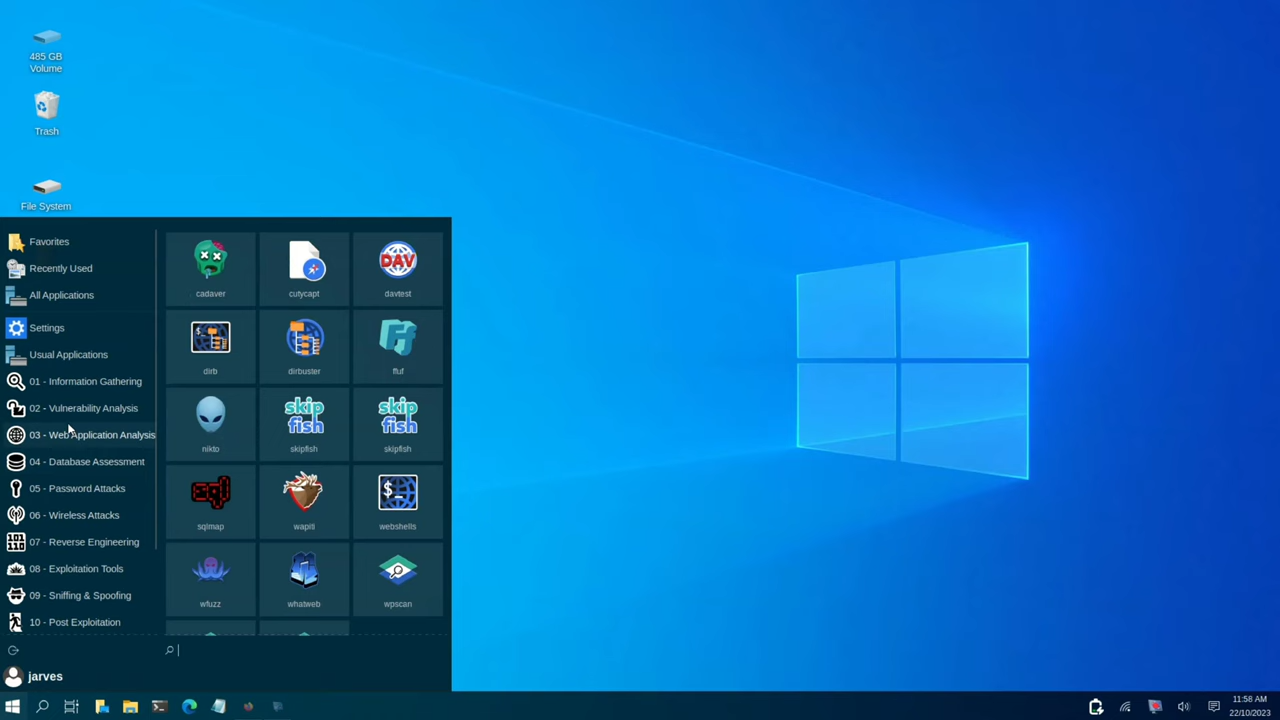 485 GB
Volume
Trash
File System
Favorites
Recently Used
All Applications
Settings
Usual Applications
01 - Information Gathering
02 - Vulnerability Analysis
03 - Web Application Analysis
04 - Database Assessment
05 - Password Attacks
06 - Wireless Attacks
07 - Reverse Engineering
08 - Exploitation Tools
09 - Sniffing & Spoofing
10 - Post Exploitation
DAV
cadaver
cutycapt
davtest
$
dirb
dirbuster
ffuf
skip
fish
skip
fish
nikto
skipfish
skipfish
sql
$_
sqlmap
wapiti
webshells
wfuzz
whatweb
wpscan
jarves
11:58 AM
22/10/2023